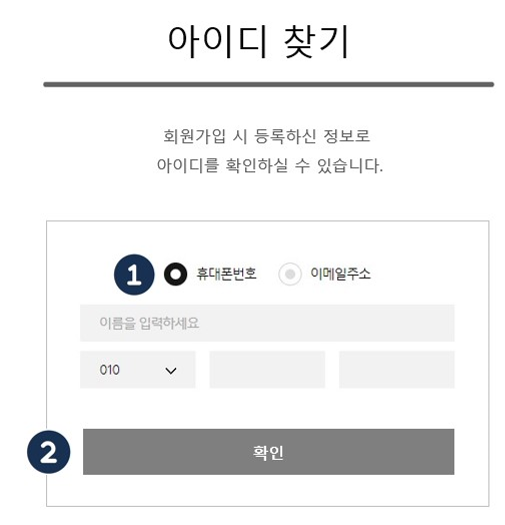 아이디 찾기
회원가입 시 등록하신 정보로
아이디를 확인하실 수 있습니다.
1 휴대폰번호 이메일주소
이름을 입력하세요
010
2 확인